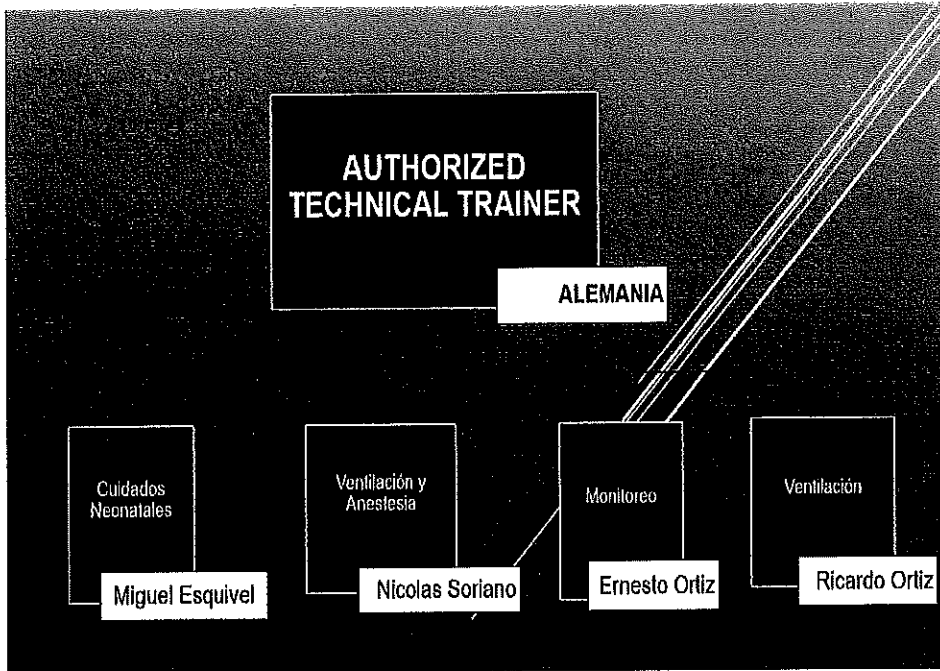 AUTHORIZED
TECHNICAL TRAINER
ALEMANIA
Cuidados
Neonatales
Miguel Esquivel
Ventilación y
Anestesia
Nicolas Soriano
Monitoreo
Ernesto Ortiz
Ventilación
Ricardo Ortiz